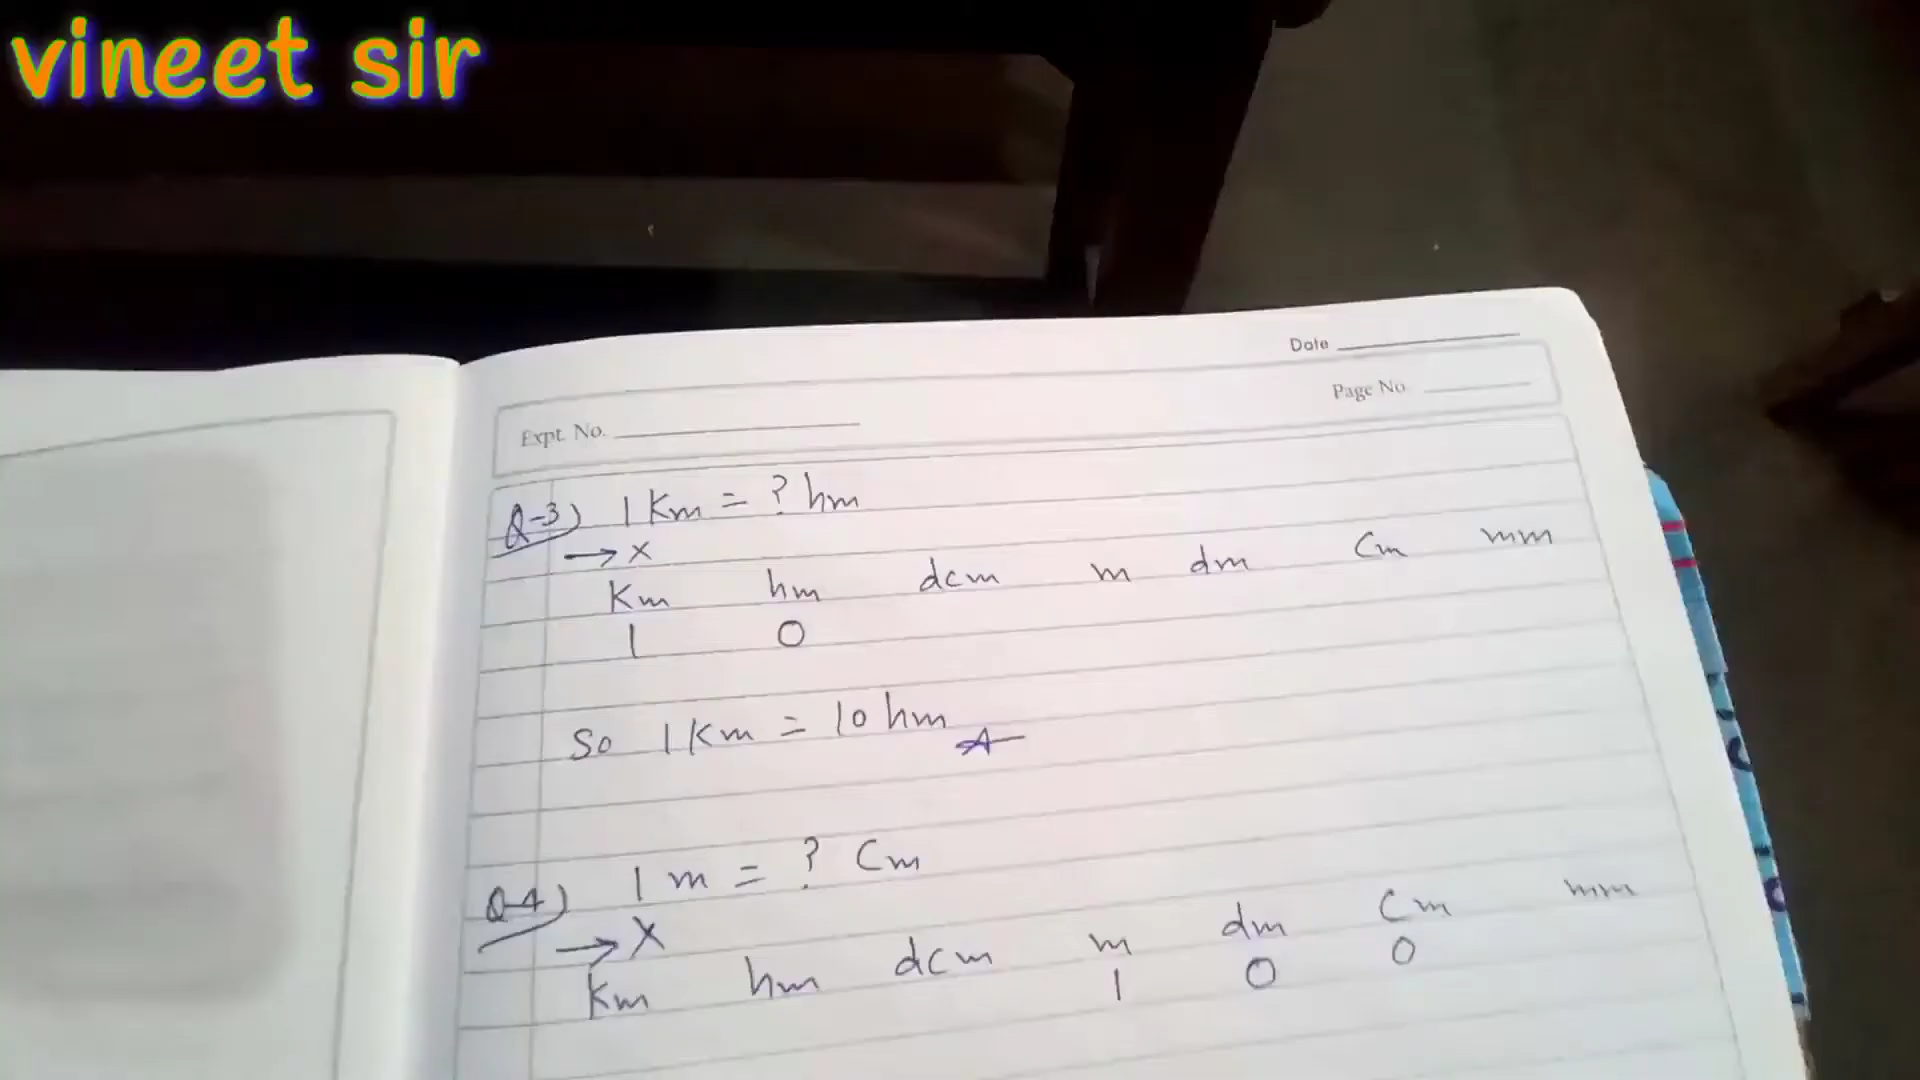 vineet sir
Date
Page No.
Expt. No.
Q-3) 1 Km = ? hm
→ x
Km hm dcm m dm Cm mm
1 0
So 1 Km = 10 hm
Q-4) 1 m = ? Cm
→ X
Km hm dcm m dm Cm mm
1 0 0